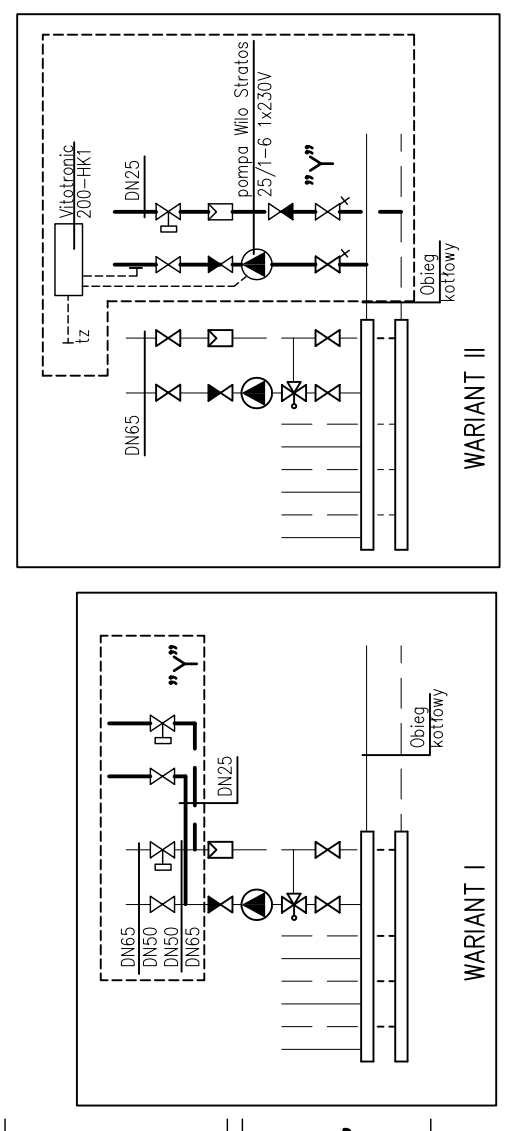 Vitotronic
200-HK1
tz
DN25
pompa Wilo Stratos
25/1-6 1x230V
"Y"
Obieg
kotłowy
DN65
WARIANT II
"Y"
DN25
Obieg
kotłowy
DN65
DN50
DN50
DN65
WARIANT I